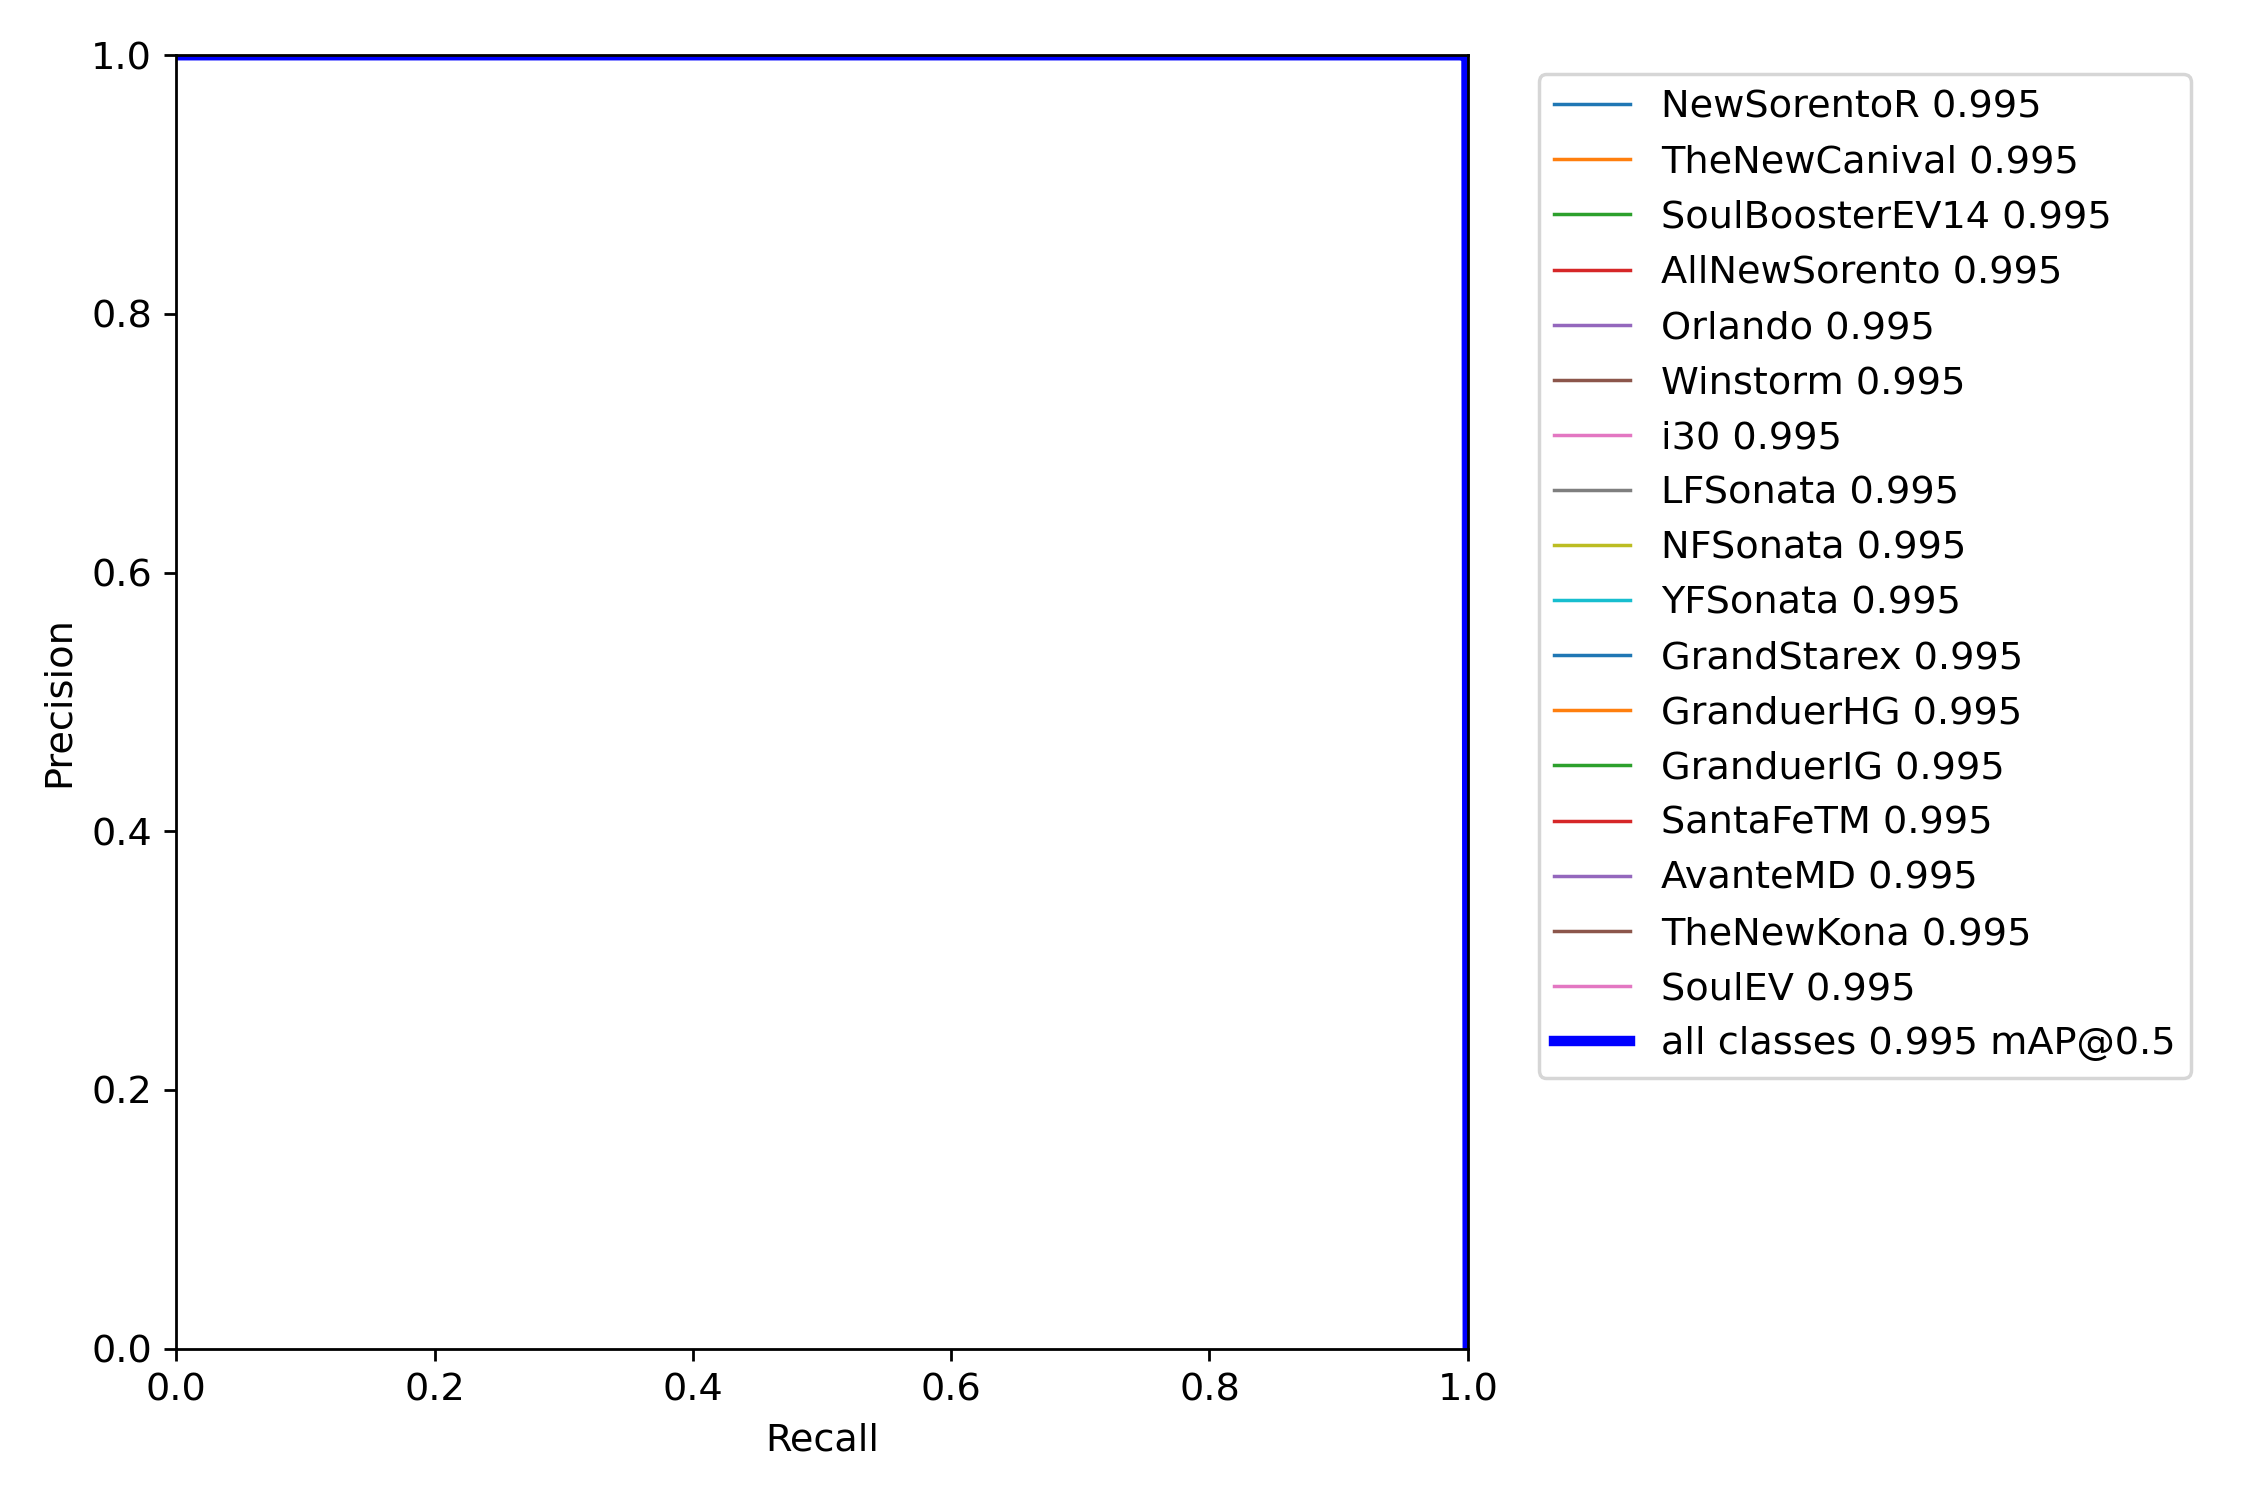 1.0
0.8
0.6
0.4
0.2
0.0
Precision
0.0 0.2 0.4 0.6 0.8 1.0
Recall
NewSorentoR 0.995
TheNewCanival 0.995
SoulBoosterEV14 0.995
AllNewSorento 0.995
Orlando 0.995
Winstorm 0.995
i30 0.995
LFSonata 0.995
NFSonata 0.995
YFSonata 0.995
GrandStarex 0.995
GranduerHG 0.995
GranduerIG 0.995
SantaFeTM 0.995
AvanteMD 0.995
TheNewKona 0.995
SoulEV 0.995
all classes 0.995 mAP@0.5